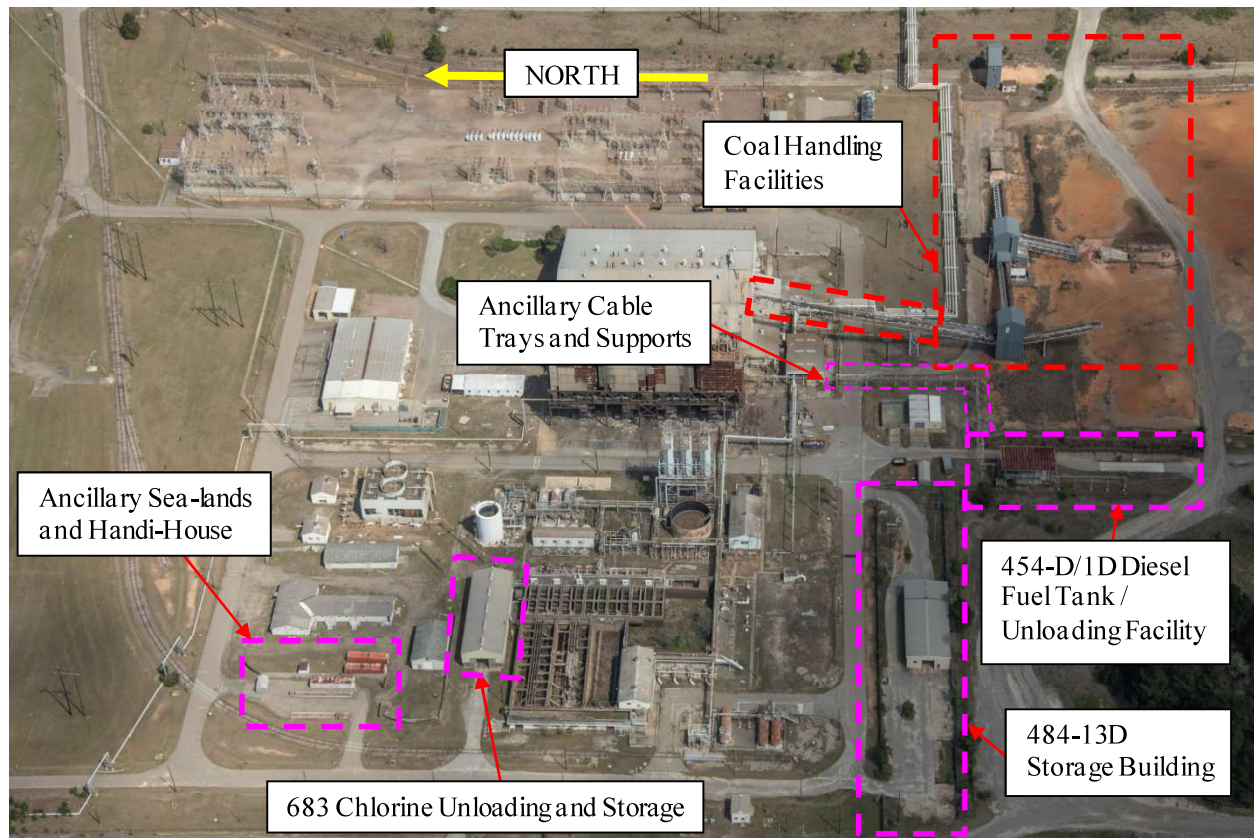 NORTH
Coal Handling
Facilities
Ancillary Cable
Trays and Supports
Ancillary Sea-lands
and Handi-House
454-D/1D Diesel
Fuel Tank /
Unloading Facility
484-13D
Storage Building
683 Chlorine Unloading and Storage